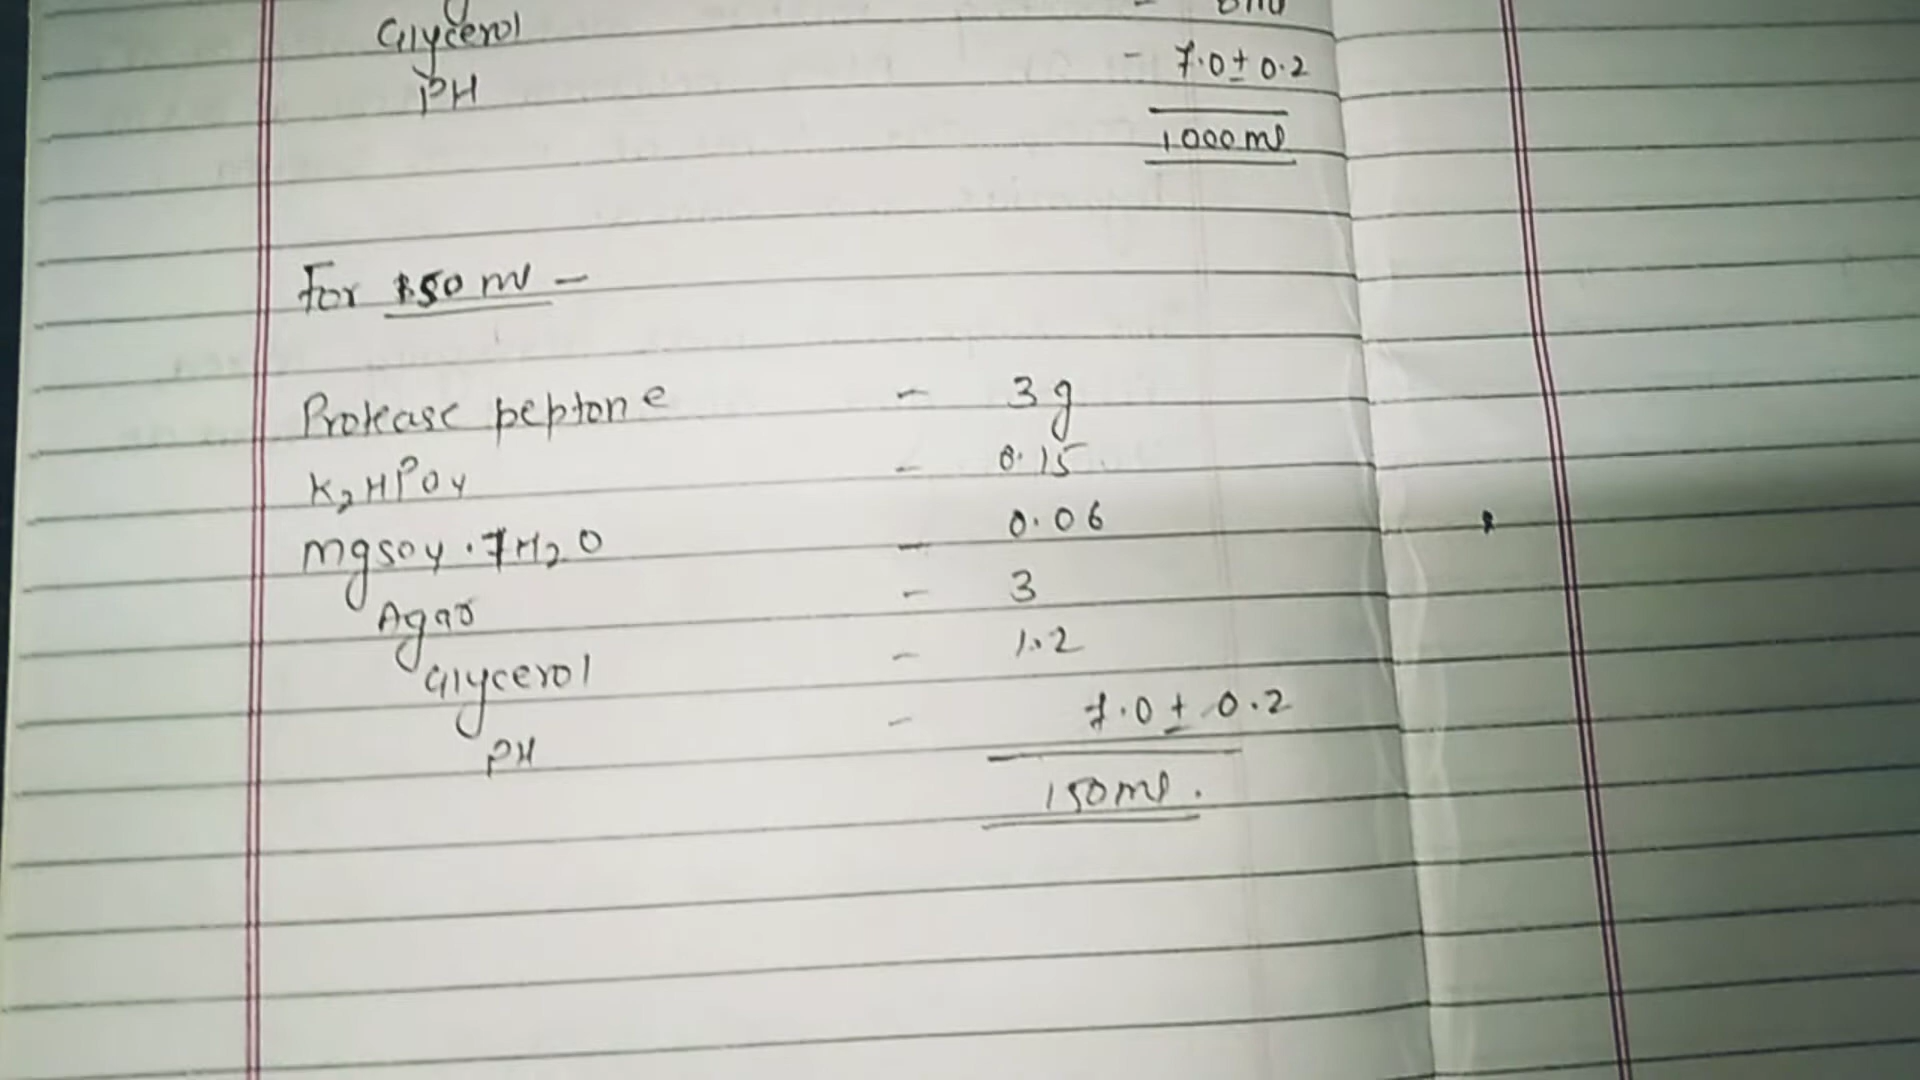 Glycerol -
PH - 7.0 ± 0.2
1000 ml
For 150 ml -
Protease peptone - 3 g
K2HPO4 - 0.15
MgSO4 . 7H2O - 0.06
Agar - 3
Glycerol - 1.2
PH - 7.0 ± 0.2
150 ml.